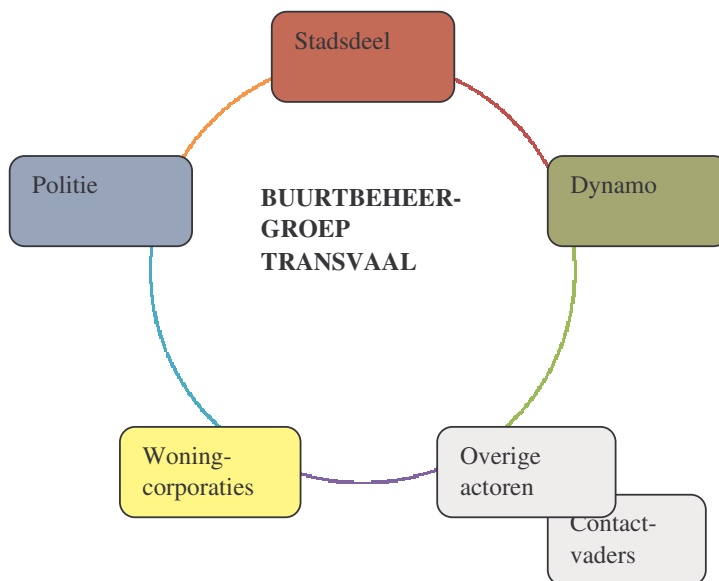 Stadsdeel
Politie
Dynamo
BUURTBEHEER-
GROEP
TRANSVAAL
Woning-
corporaties
Overige
actoren
Contact-
vaders